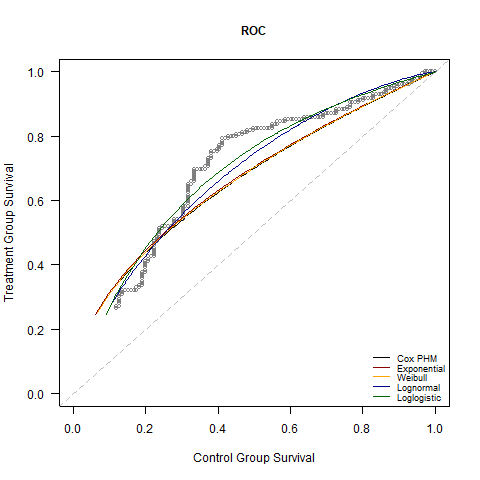 ROC
Treatment Group Survival
1.0
0.8
0.6
0.4
0.2
0.0
Cox PHM
Exponential
Weibull
Lognormal
Loglogistic
0.0 0.2 0.4 0.6 0.8 1.0
Control Group Survival